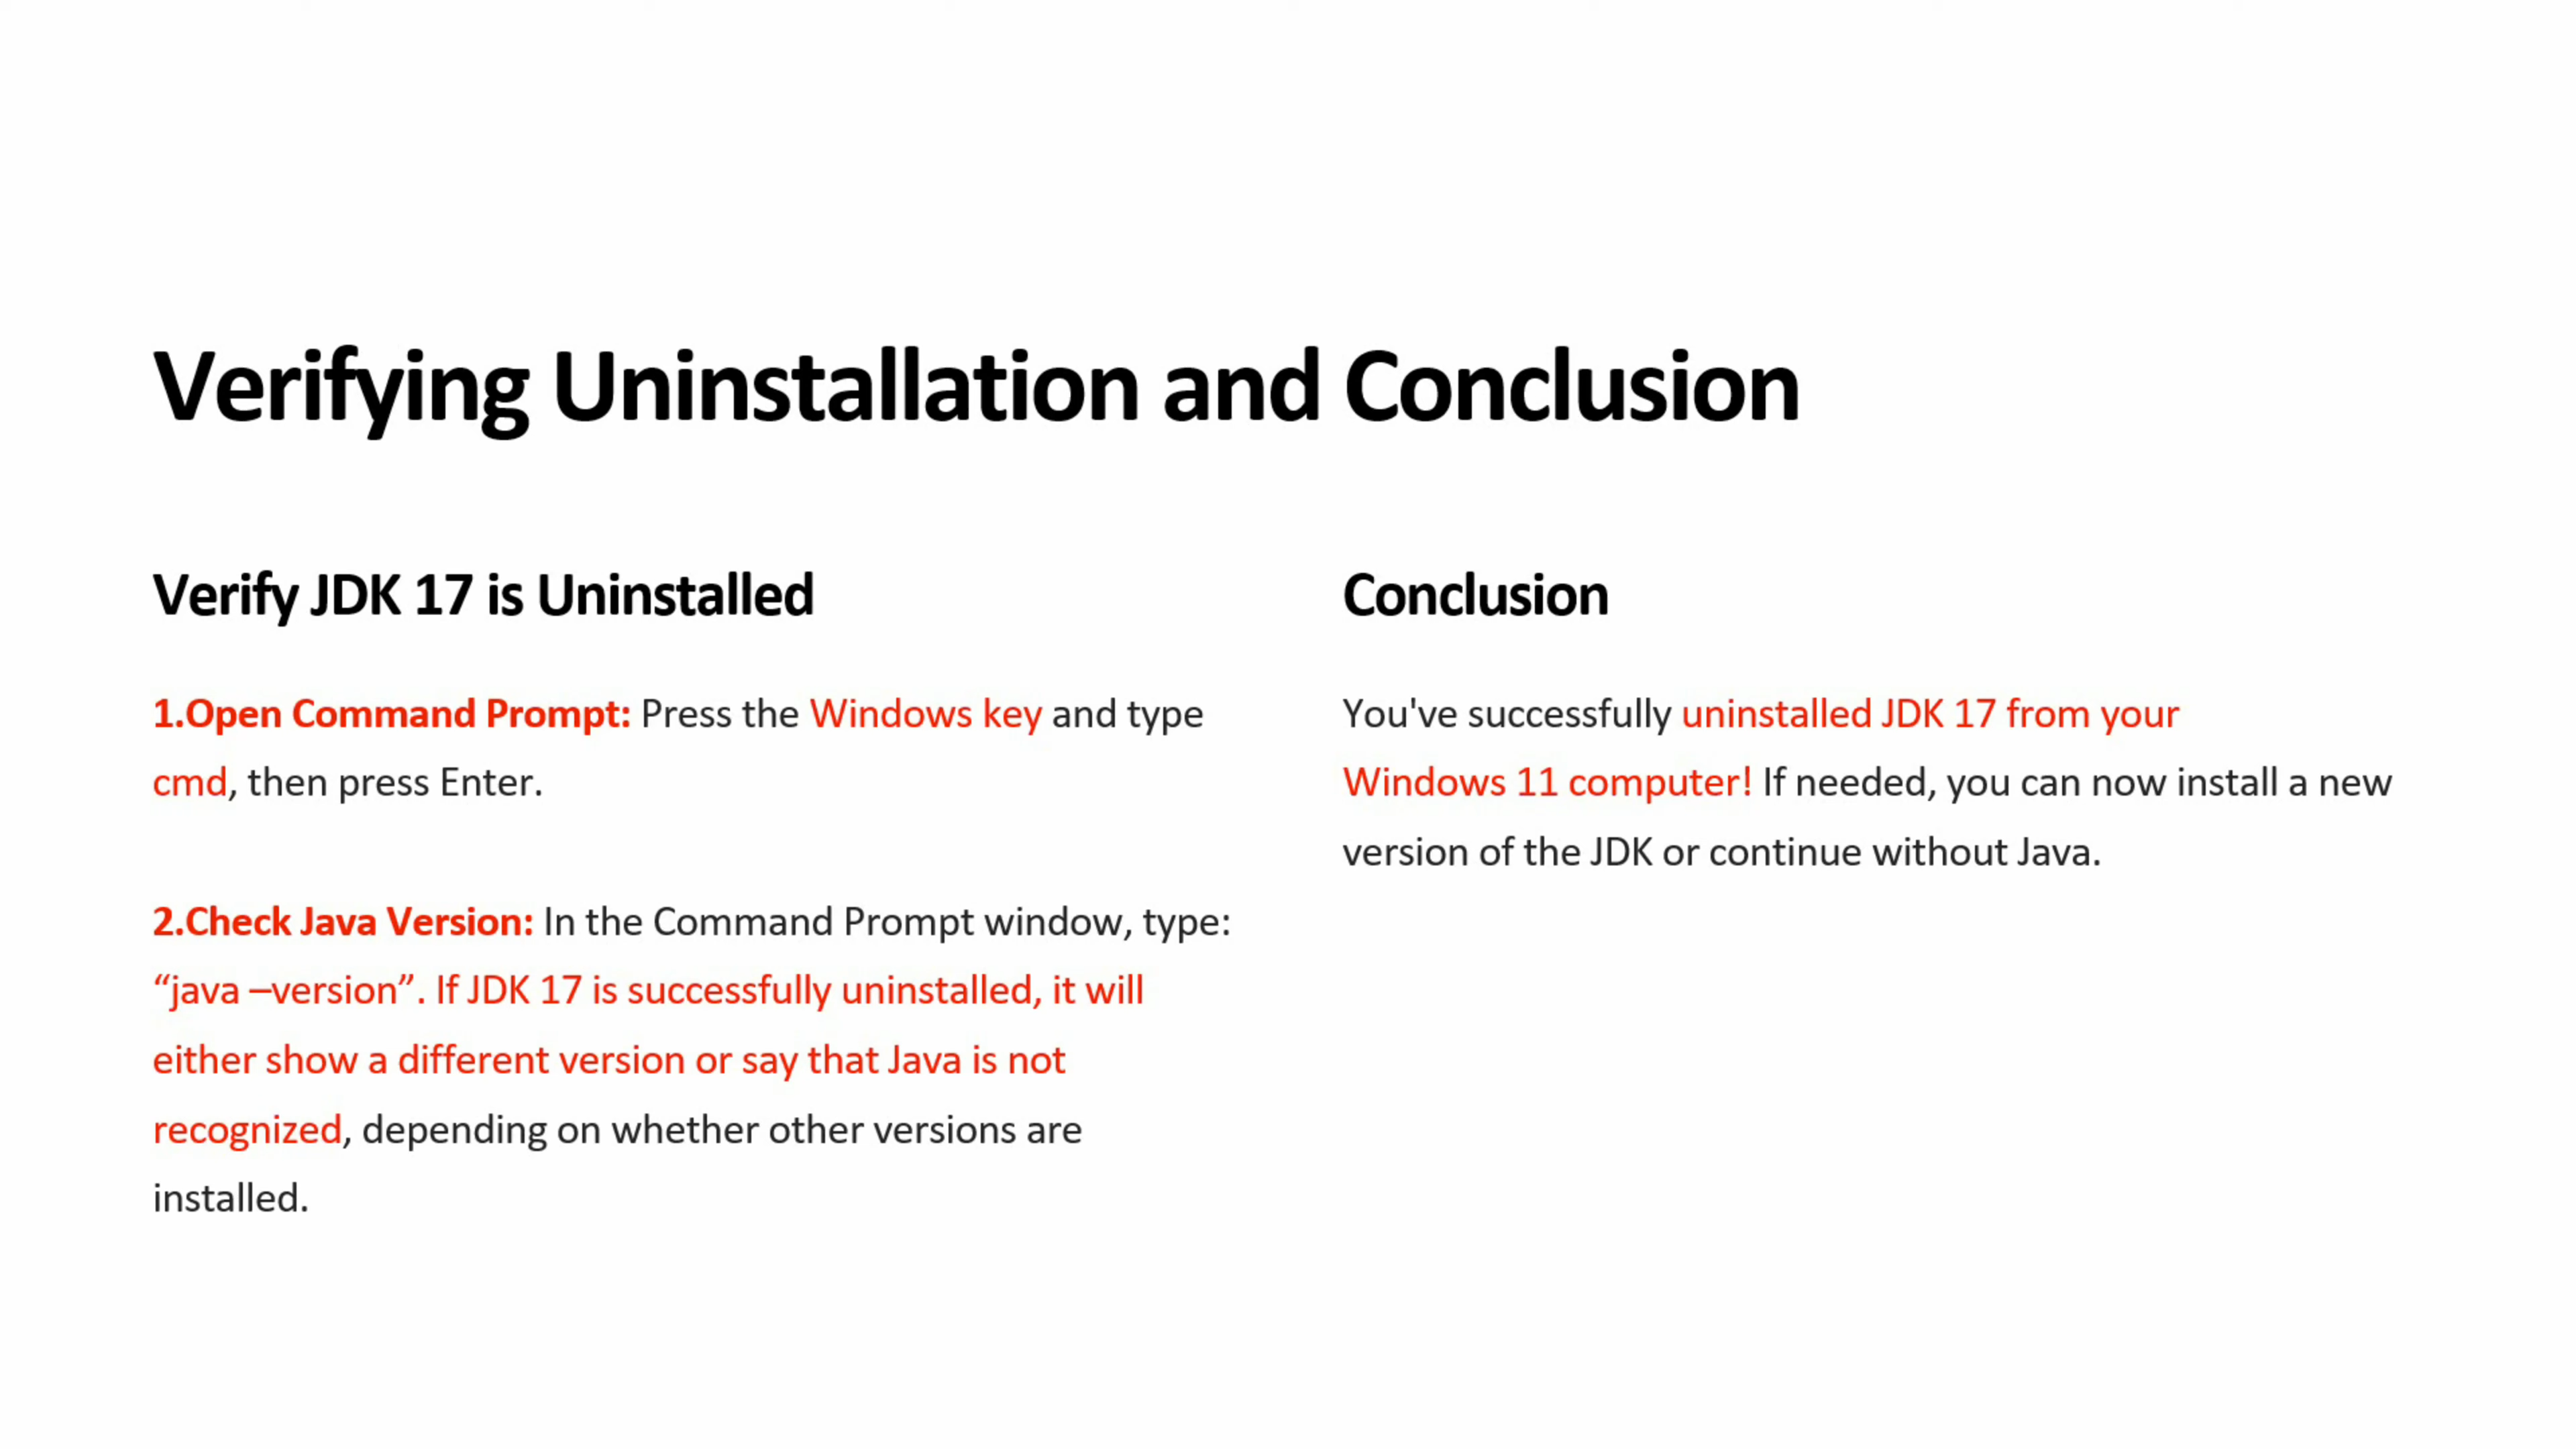 Verifying Uninstallation and Conclusion
Verify JDK 17 is Uninstalled
1.Open Command Prompt: Press the Windows key and type
cmd, then press Enter.
2.Check Java Version: In the Command Prompt window, type:
“java –version”. If JDK 17 is successfully uninstalled, it will
either show a different version or say that Java is not
recognized, depending on whether other versions are
installed.
Conclusion
You've successfully uninstalled JDK 17 from your
Windows 11 computer! If needed, you can now install a new
version of the JDK or continue without Java.